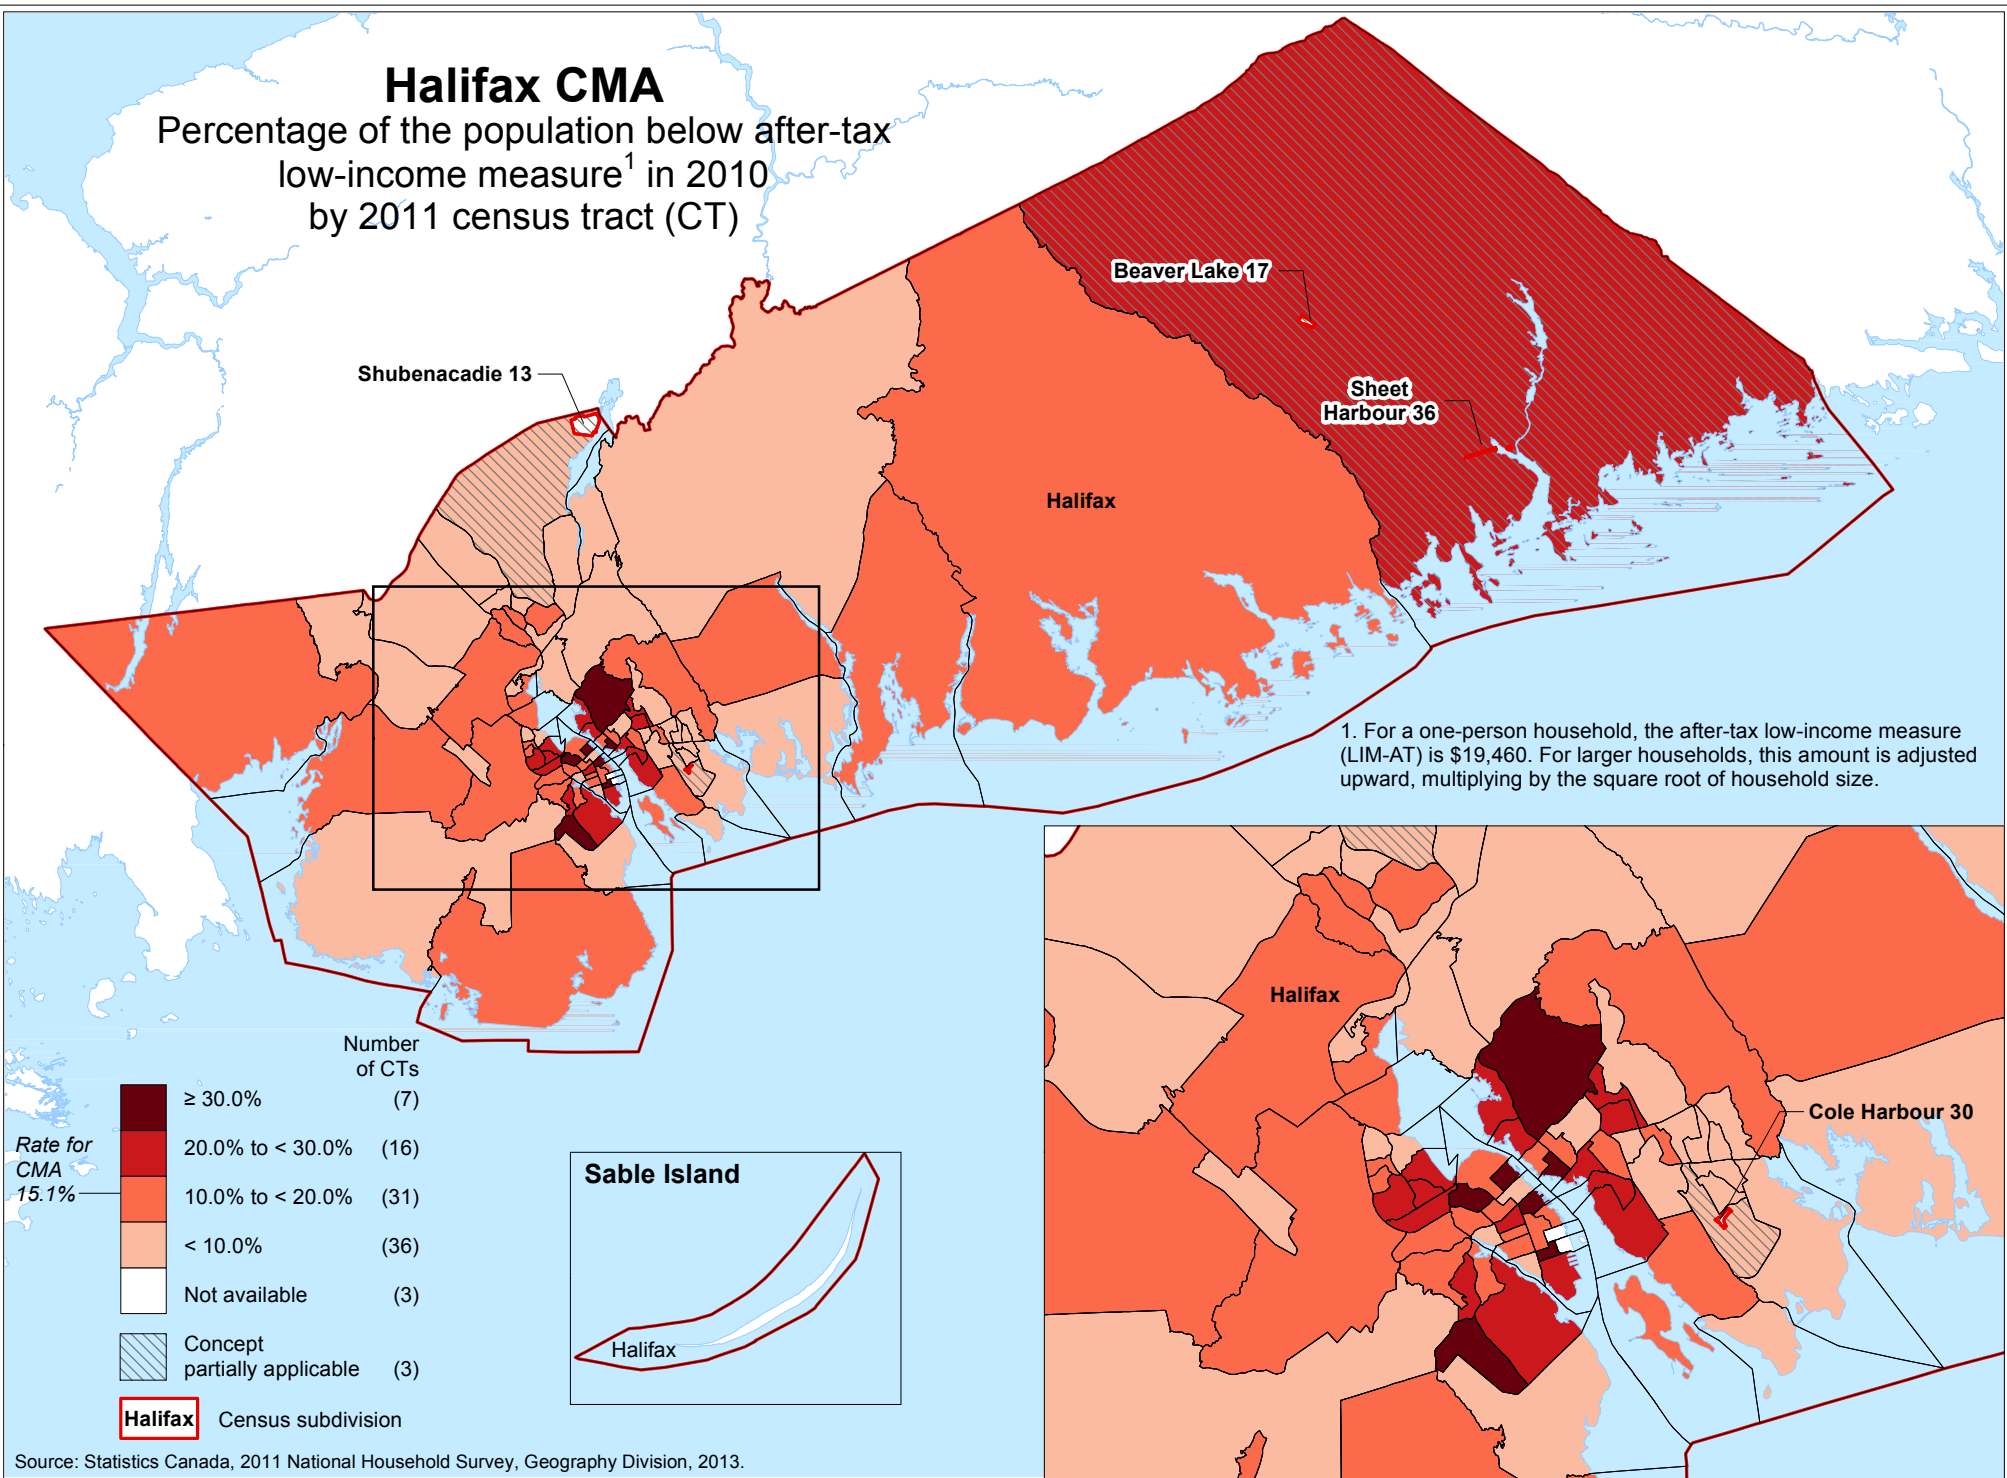 Halifax CMA
Percentage of the population below after-tax
low-income measure1 in 2010
by 2011 census tract (CT)
Beaver Lake 17
Shubenacadie 13
Sheet
Harbour 36
Halifax
1. For a one-person household, the after-tax low-income measure
(LIM-AT) is $19,460. For larger households, this amount is adjusted
upward, multiplying by the square root of household size.
Halifax
Cole Harbour 30
Number
of CTs
≥ 30.0% (7)
20.0% to < 30.0% (16)
10.0% to < 20.0% (31)
< 10.0% (36)
Not available (3)
Concept
partially applicable (3)
Rate for
CMA
15.1%
Halifax Census subdivision
Sable Island
Halifax
Source: Statistics Canada, 2011 National Household Survey, Geography Division, 2013.